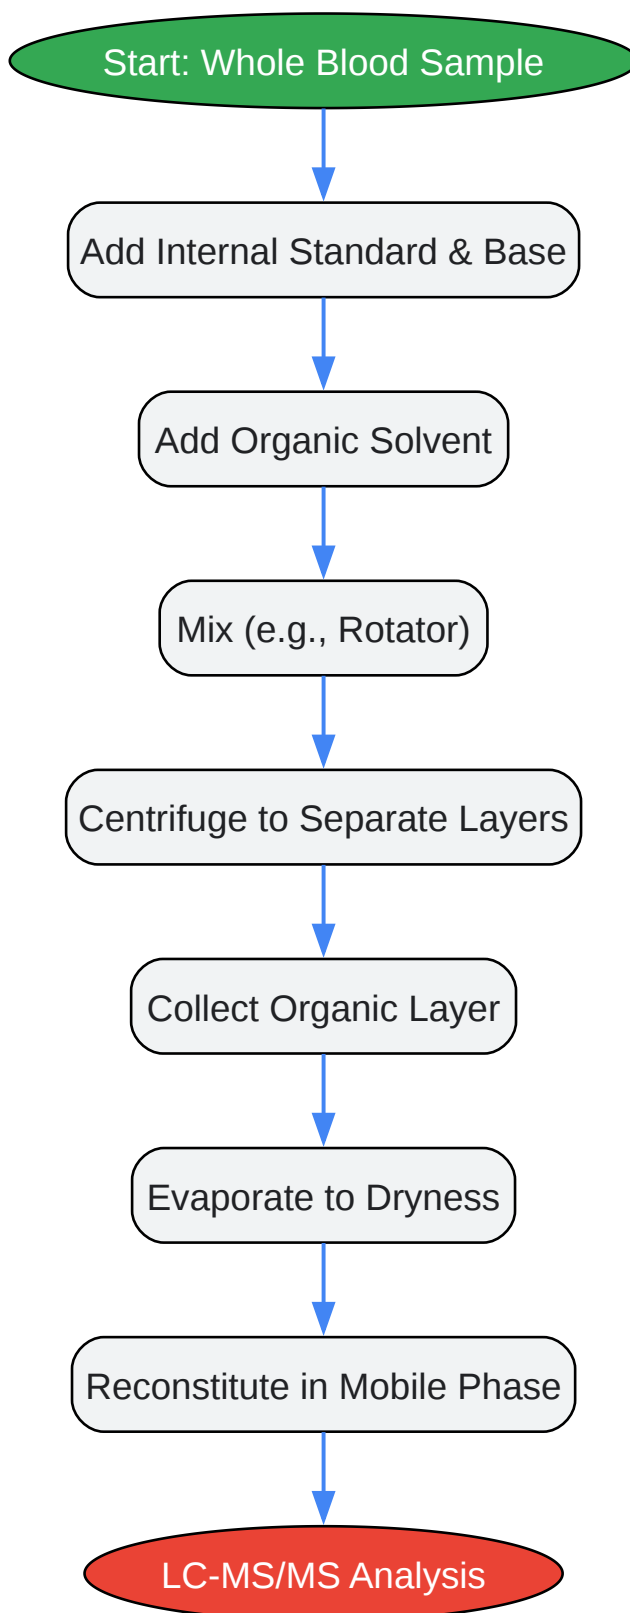 Start: Whole Blood Sample
Add Internal Standard & Base
Add Organic Solvent
Mix (e.g., Rotator)
Centrifuge to Separate Layers
Collect Organic Layer
Evaporate to Dryness
Reconstitute in Mobile Phase
LC-MS/MS Analysis